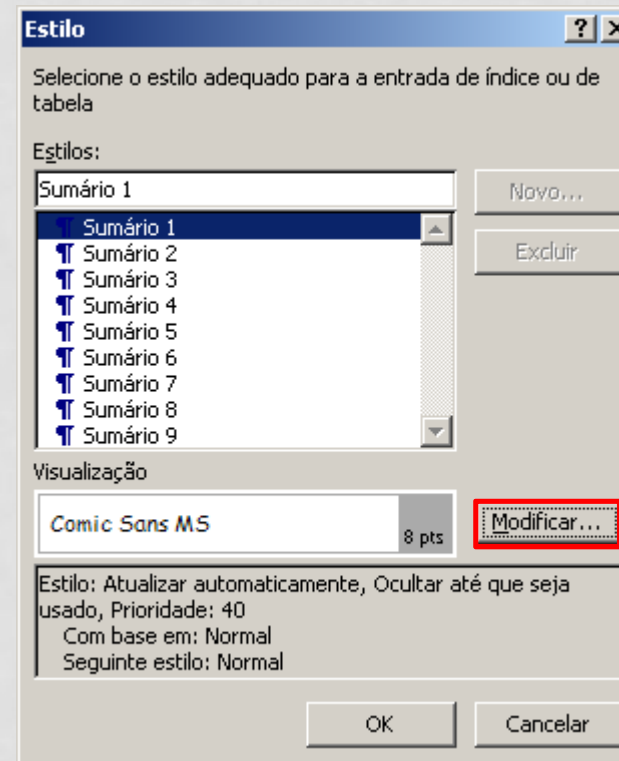 Estilo
Selecione o estilo adequado para a entrada de índice ou de
tabela
Estilos:
Sumário 1
Novo...
¶ Sumário 1
¶ Sumário 2
Excluir
¶ Sumário 3
¶ Sumário 4
¶ Sumário 5
¶ Sumário 6
¶ Sumário 7
¶ Sumário 8
¶ Sumário 9
Visualização
Comic Sans MS
8 pts
Modificar...
Estilo: Atualizar automaticamente, Ocultar até que seja
usado, Prioridade: 40
Com base em: Normal
Seguinte estilo: Normal
OK
Cancelar